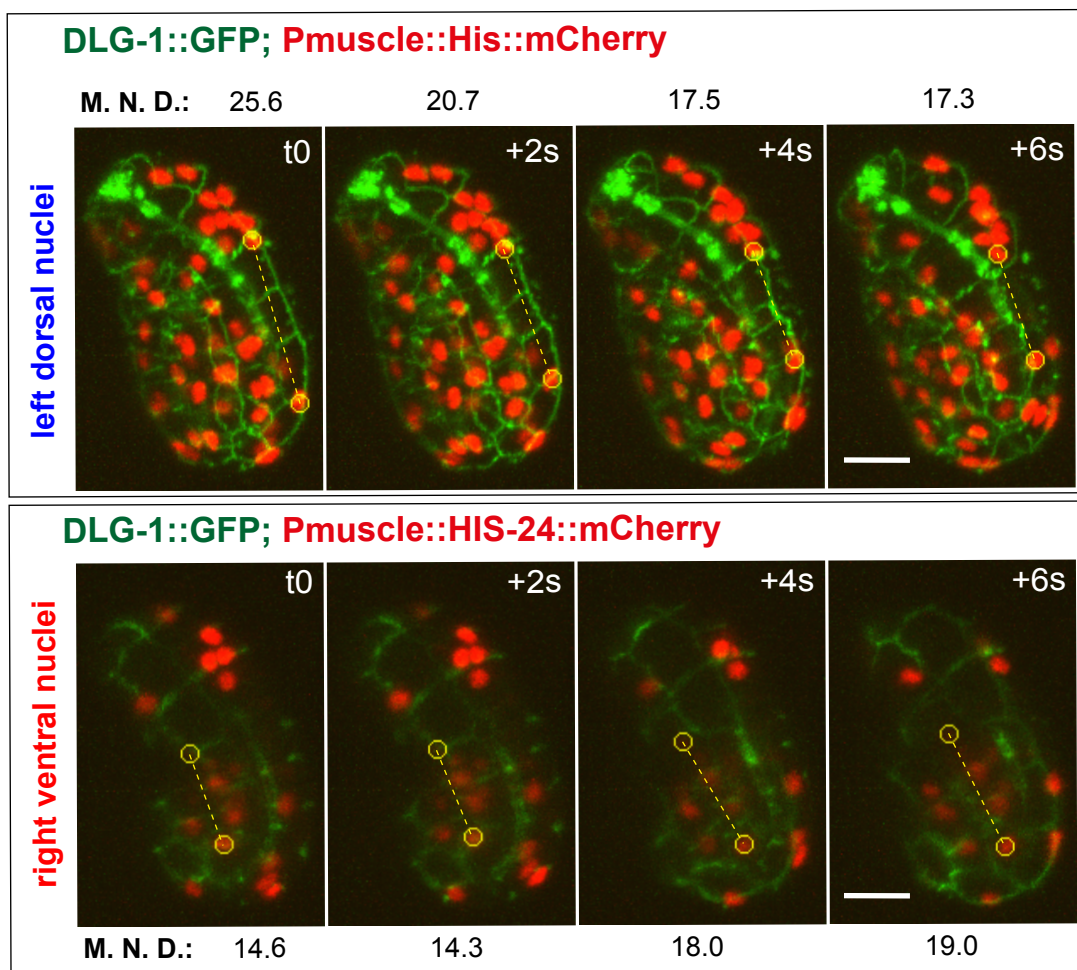 DLG-1::GFP; Pmuscle::His::mCherry
M. N. D.: 25.6 20.7 17.5 17.3
t0 +2s +4s +6s
left dorsal nuclei
DLG-1::GFP; Pmuscle::HIS-24::mCherry
t0 +2s +4s +6s
right ventral nuclei
M. N. D.: 14.6 14.3 18.0 19.0